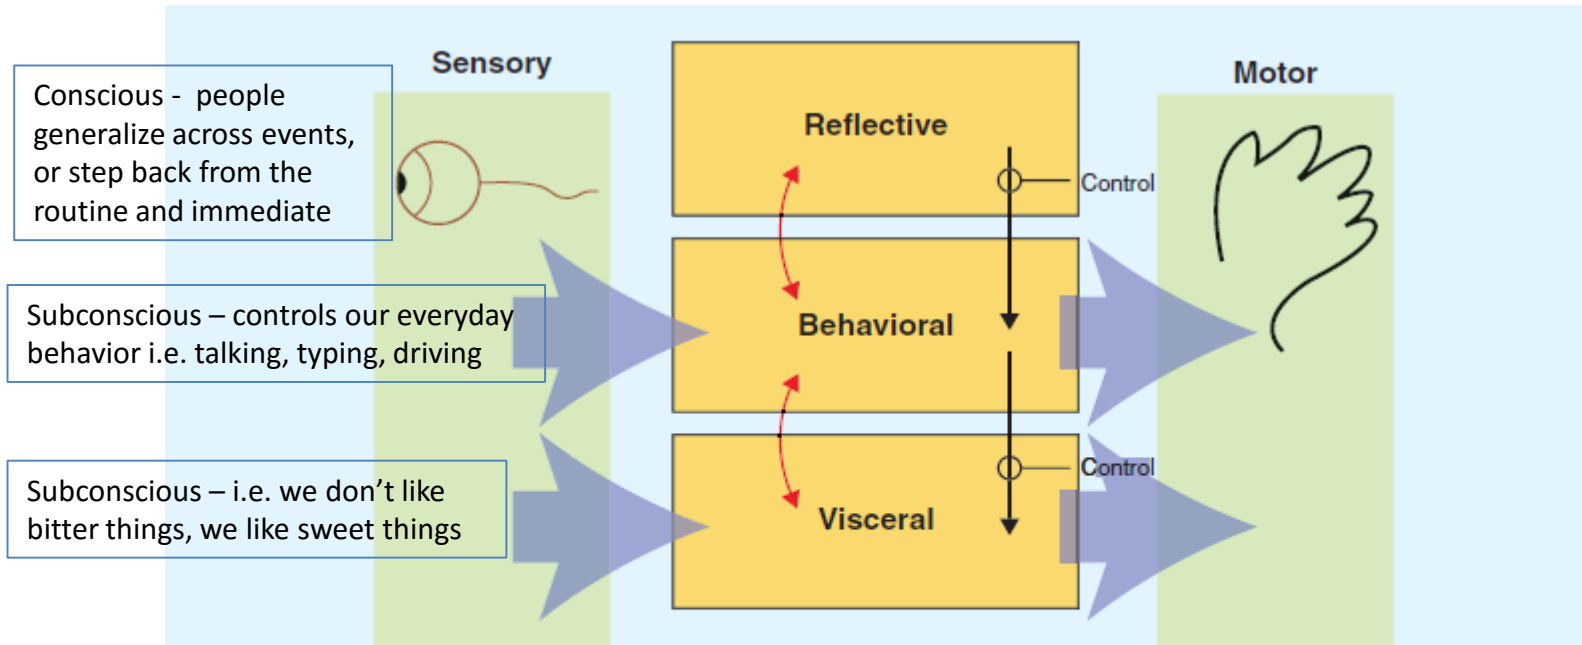 Sensory
Motor
Conscious -  people
generalize across events,
or step back from the
routine and immediate
Reflective
Control
Subconscious – controls our everyday
behavior i.e. talking, typing, driving
Behavioral
Subconscious – i.e. we don’t like
bitter things, we like sweet things
Visceral
Control